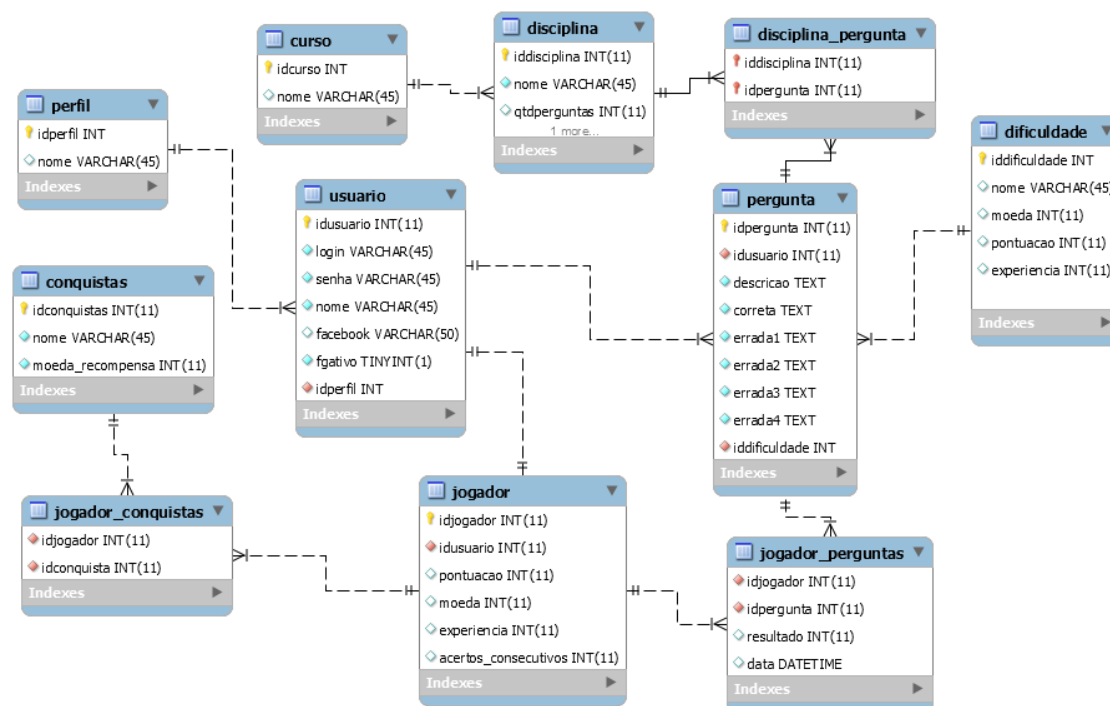 curso
idcurso INT
nome VARCHAR(45)
Indexes
disciplina
iddisciplina INT(11)
nome VARCHAR(45)
qtdperguntas INT(11)
1 more...
Indexes
disciplina_pergunta
iddisciplina INT(11)
idpergunta INT(11)
Indexes
perfil
idperfil INT
nome VARCHAR(45)
Indexes
dificuldade
iddificuldade INT
nome VARCHAR(45)
moeda INT(11)
pontuacao INT(11)
experiencia INT(11)
Indexes
usuario
idusuario INT(11)
login VARCHAR(45)
senha VARCHAR(45)
nome VARCHAR(45)
facebook VARCHAR(50)
fgativo TINYINT(1)
idperfil INT
Indexes
pergunta
idpergunta INT(11)
idusuario INT(11)
descricao TEXT
correta TEXT
errada1 TEXT
errada2 TEXT
errada3 TEXT
errada4 TEXT
iddificuldade INT
Indexes
conquistas
idconquistas INT(11)
nome VARCHAR(45)
moeda_recompensa INT(11)
Indexes
jogador_conquistas
idjogador INT(11)
idconquista INT(11)
Indexes
jogador
idjogador INT(11)
idusuario INT(11)
pontuacao INT(11)
moeda INT(11)
experiencia INT(11)
acertos_consecutivos INT(11)
Indexes
jogador_perguntas
idjogador INT(11)
idpergunta INT(11)
resultado INT(11)
data DATETIME
Indexes